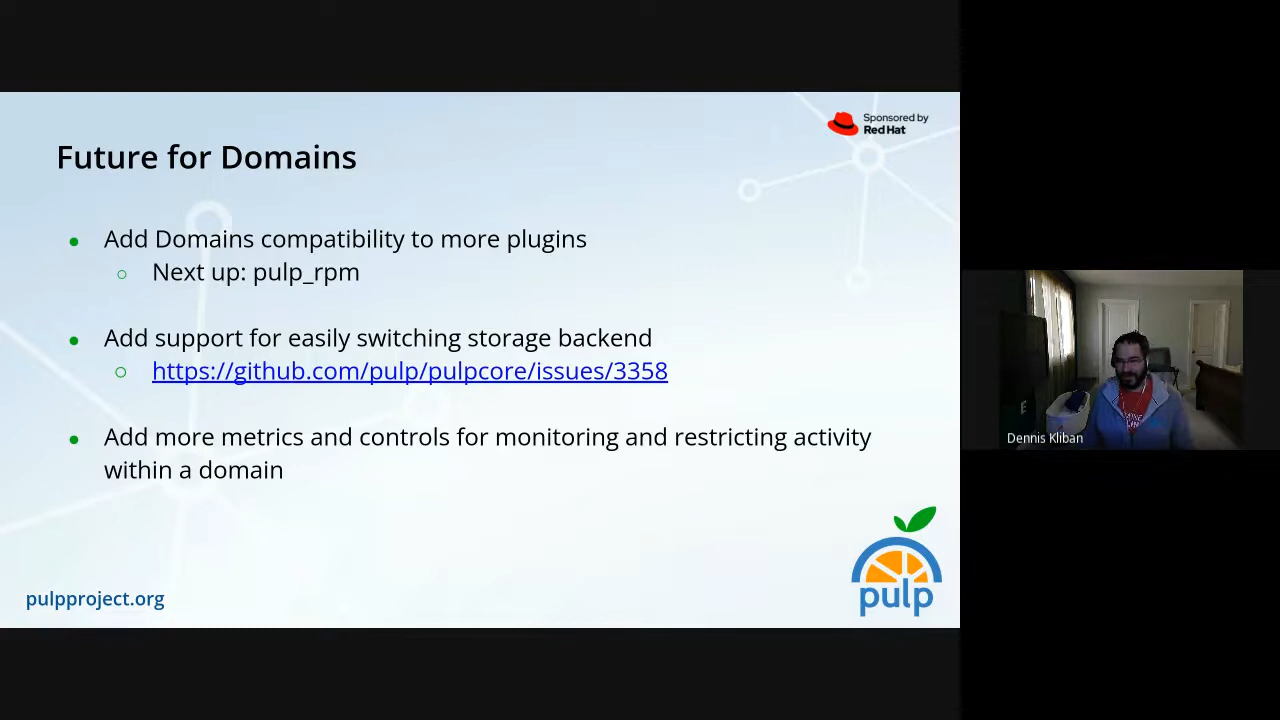 Sponsored by
Red Hat
Future for Domains
● Add Domains compatibility to more plugins
○ Next up: pulp_rpm
● Add support for easily switching storage backend
○ https://github.com/pulp/pulpcore/issues/3358
● Add more metrics and controls for monitoring and restricting activity
within a domain
pulpproject.org
pulp
Dennis Kliban